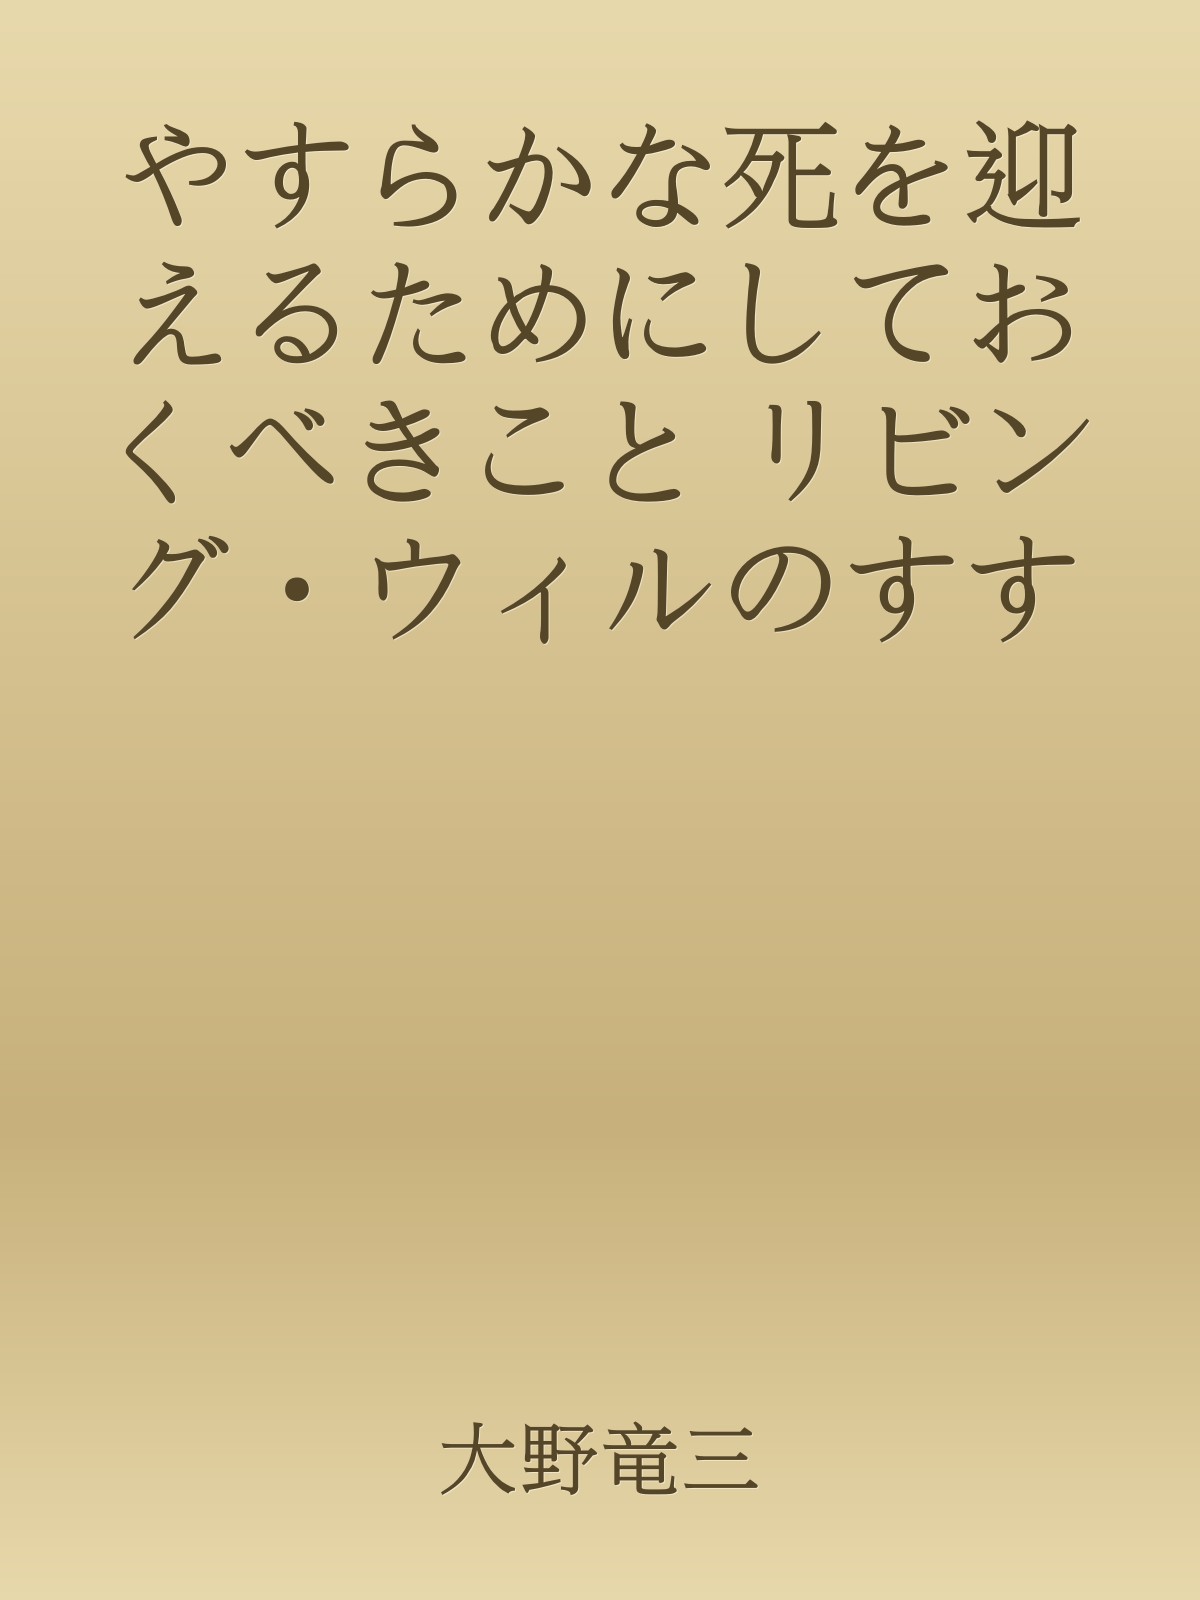 やすらかな死を迎
えるためにしてお
くべきこと リビン
グ・ウィルのすす
大野竜三